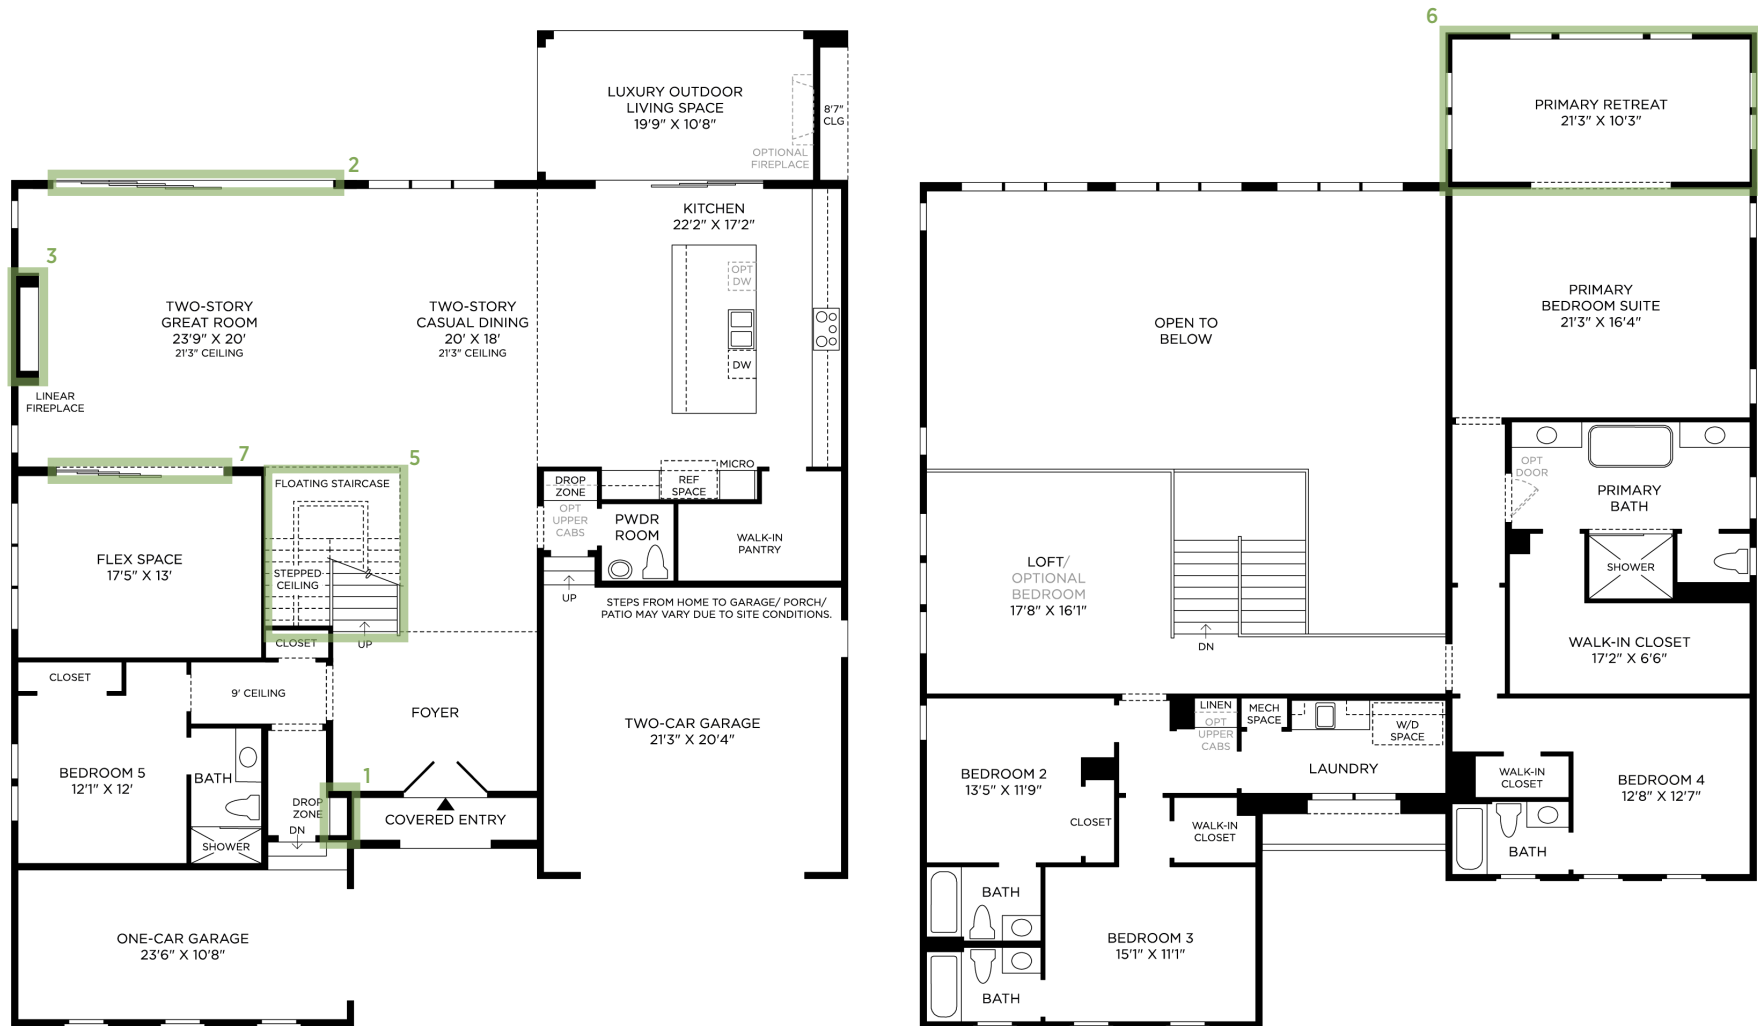 LUXURY OUTDOOR
LIVING SPACE
19'9" X 10'8"
8'7"
CLG
OPTIONAL
FIREPLACE
2
KITCHEN
22'2" X 17'2"
OPT
DW
DW
3
TWO-STORY
GREAT ROOM
23'9" X 20'
21'3" CEILING
TWO-STORY
CASUAL DINING
20' X 18'
21'3" CEILING
LINEAR
FIREPLACE
7
5
FLOATING STAIRCASE
STEPPED
CEILING
UP
FLEX SPACE
17'5" X 13'
DROP
ZONE
OPT
UPPER
CABS
MICRO
REF
SPACE
PWDR
ROOM
WALK-IN
PANTRY
UP
STEPS FROM HOME TO GARAGE/ PORCH/
PATIO MAY VARY DUE TO SITE CONDITIONS.
CLOSET
CLOSET
9' CEILING
FOYER
TWO-CAR GARAGE
21'3" X 20'4"
BEDROOM 5
12'1" X 12'
BATH
SHOWER
DROP
ZONE
DN
1
COVERED ENTRY
ONE-CAR GARAGE
23'6" X 10'8"
6
PRIMARY RETREAT
21'3" X 10'3"
OPEN TO
BELOW
PRIMARY
BEDROOM SUITE
21'3" X 16'4"
OPT
DOOR
PRIMARY
BATH
SHOWER
LOFT/
OPTIONAL
BEDROOM
17'8" X 16'1"
DN
WALK-IN CLOSET
17'2" X 6'6"
LINEN
OPT
UPPER
CABS
MECH
SPACE
W/D
SPACE
LAUNDRY
BEDROOM 2
13'5" X 11'9"
CLOSET
WALK-IN
CLOSET
WALK-IN
CLOSET
BEDROOM 4
12'8" X 12'7"
BATH
BATH
BEDROOM 3
15'1" X 11'1"
BATH